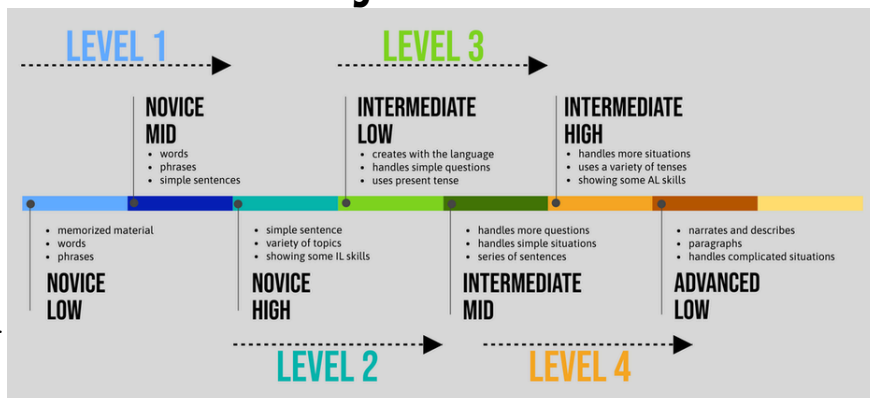 LEVEL 1
LEVEL 3
NOVICE
MID
• words
• phrases
• simple sentences
INTERMEDIATE
LOW
• creates with the language
• handles simple questions
• uses present tense
INTERMEDIATE
HIGH
• handles more situations
• uses a variety of tenses
• showing some AL skills
• memorized material
• words
• phrases
NOVICE
LOW
• simple sentence
• variety of topics
• showing some IL skills
NOVICE
HIGH
• handles more questions
• handles simple situations
• series of sentences
INTERMEDIATE
MID
• narrates and describes
• paragraphs
• handles complicated situations
ADVANCED
LOW
LEVEL 2
LEVEL 4